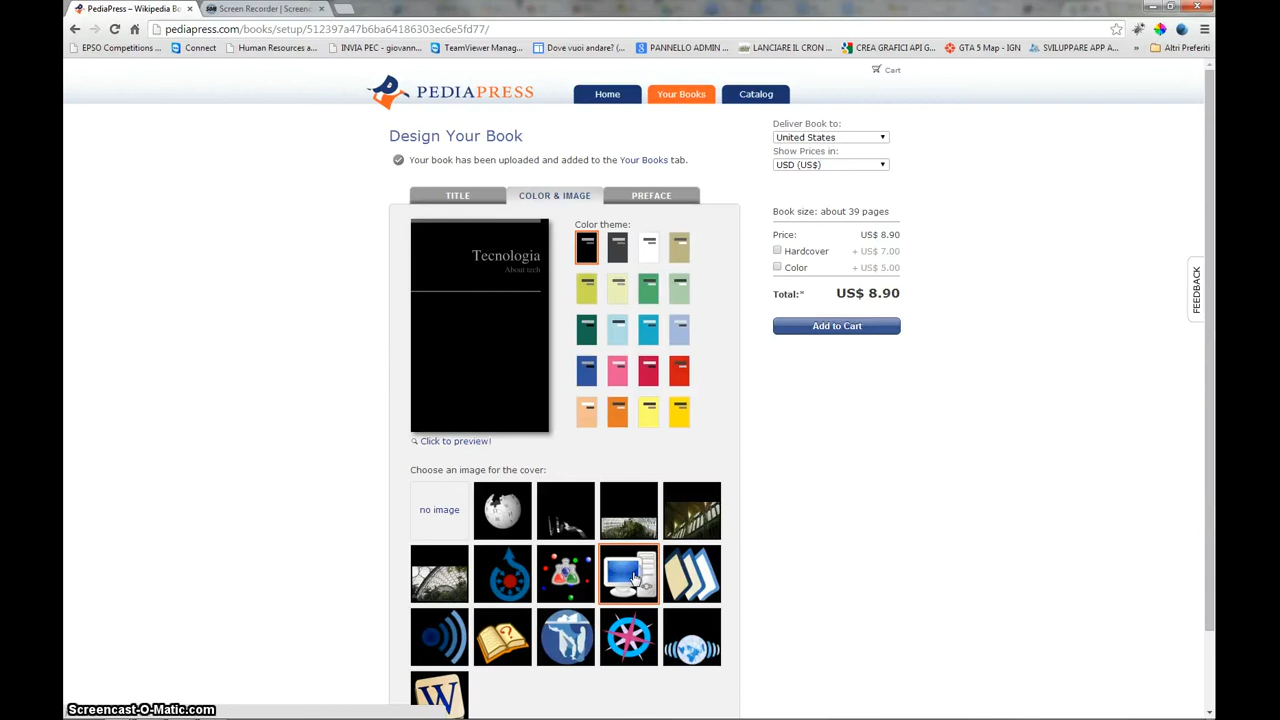 PediaPress – Wikipedia Bo
Screen Recorder | Screenc
pediapress.com/books/setup/512397a47b6ba64186303ec6e5fd77/
EPSO Competitions ...
Connect
Human Resources a...
INVIA PEC - giovann...
TeamViewer Manag...
Dove vuoi andare? (...
PANNELLO ADMIN ...
LANCIARE IL CRON ...
CREA GRAFICI API G...
GTA 5 Map - IGN
SVILUPPARE APP A...
»
Altri Preferiti
Cart
PEDIAPRESS
Home
Your Books
Catalog
Design Your Book
Your book has been uploaded and added to the Your Books tab.
TITLE
COLOR & IMAGE
PREFACE
Tecnologia
About tech
Color theme:
Click to preview!
Choose an image for the cover:
no image
?
W
Deliver Book to:
United States
Show Prices in:
USD (US$)
Book size: about 39 pages
Price: US$ 8.90
Hardcover + US$ 7.00
Color + US$ 5.00
Total:* US$ 8.90
Add to Cart
FEEDBACK
Screencast-O-Matic.com